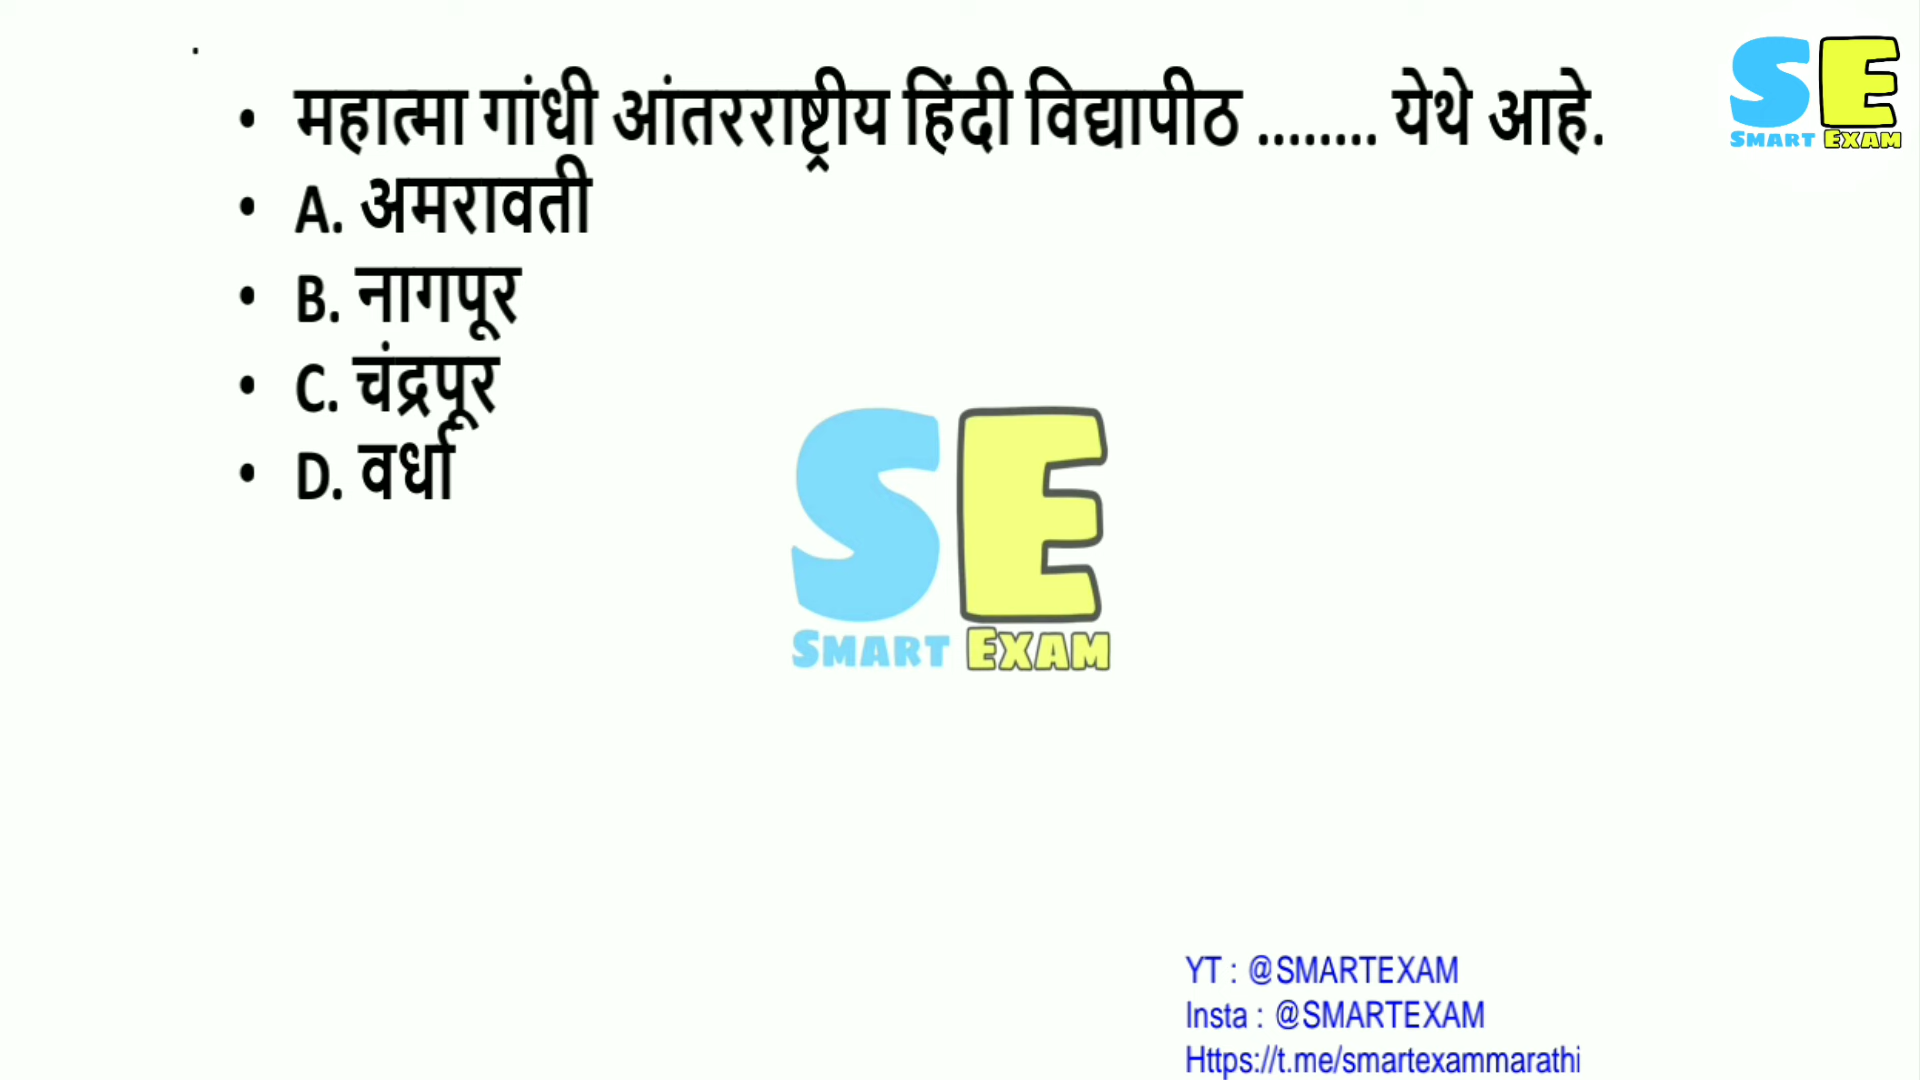 • महात्मा गांधी आंतरराष्ट्रीय हिंदी विद्यापीठ ........ येथे आहे.
• A. अमरावती
• B. नागपूर
• C. चंद्रपूर
• D. वर्धा
SE
SMART EXAM
SE
SMART EXAM
YT : @SMARTEXAM
Insta : @SMARTEXAM
Https://t.me/smartexammarathi